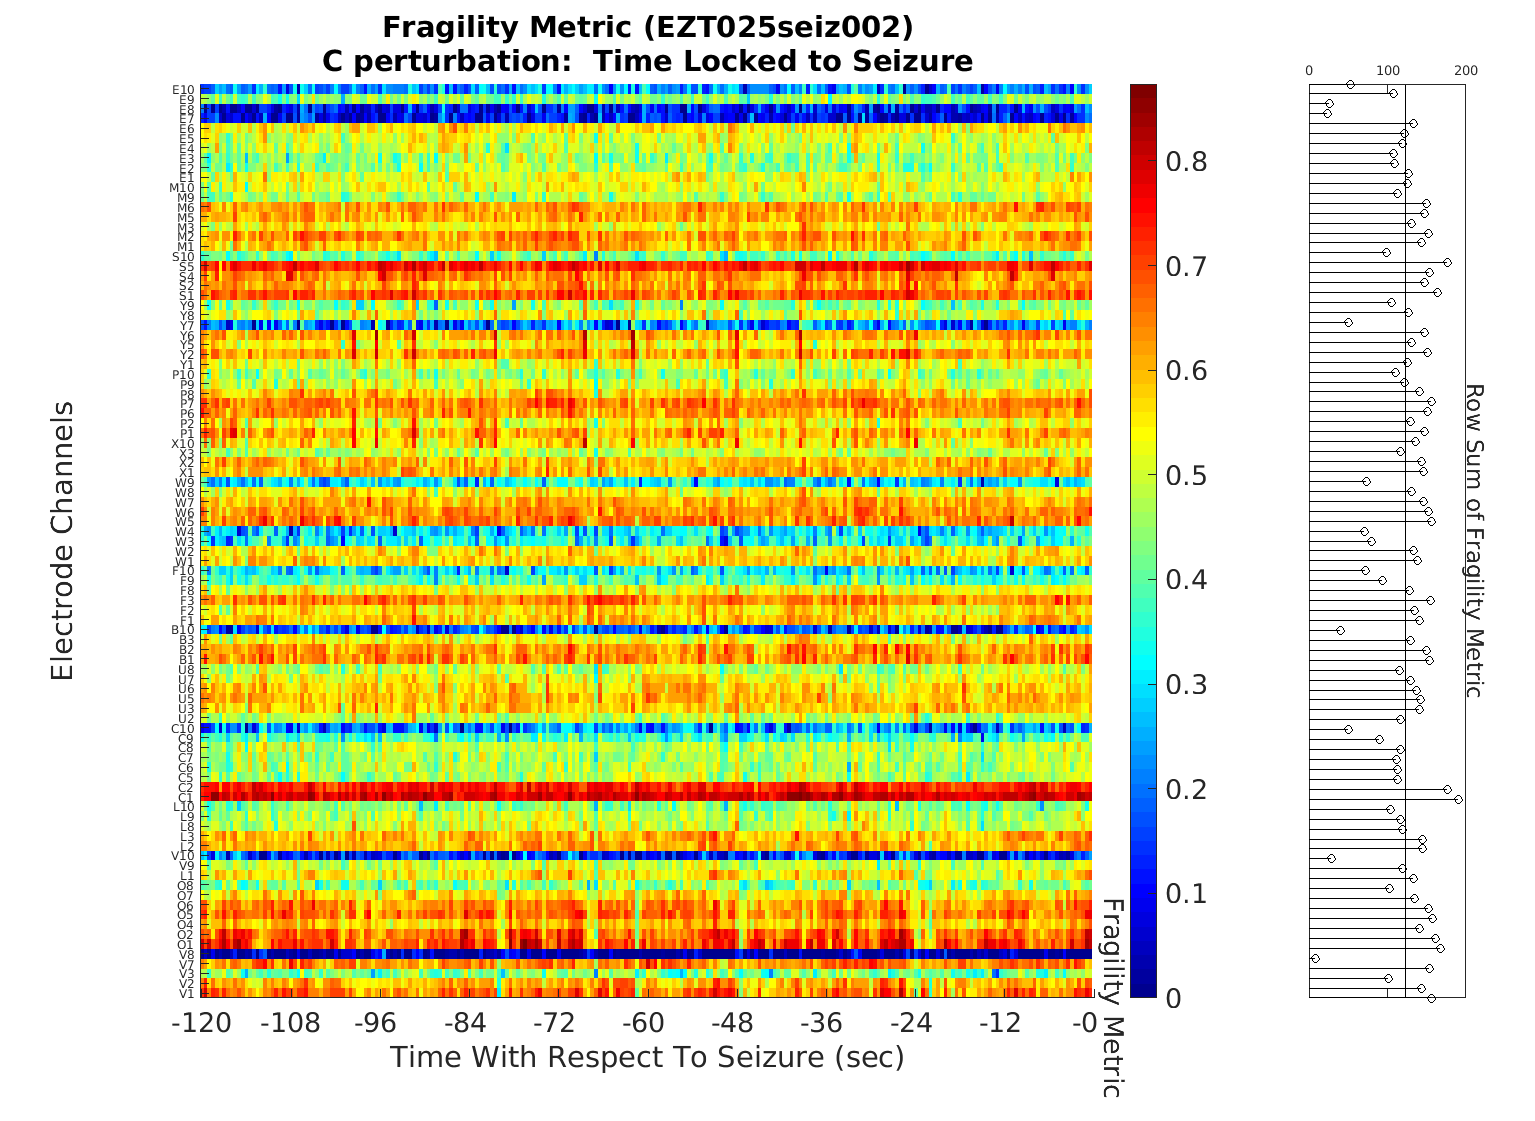 Fragility Metric (EZT025seiz002)
C perturbation:  Time Locked to Seizure
0 100 200
E10
E9
E8
E7
E6
E5
E4
E3
E2
E1
M10
M9
M6
M5
M3
M2
M1
S10
S5
S4
S2
S1
Y9
Y8
Y7
Y6
Y5
Y2
Y1
P10
P9
P8
P7
P6
P2
P1
X10
X3
X2
X1
W9
W8
W7
W6
W5
W4
W3
W2
W1
F10
F9
F8
F3
F2
F1
B10
B3
B2
B1
U8
U7
U6
U5
U3
U2
C10
C9
C8
C7
C6
C5
C2
C1
L10
L9
L8
L3
L2
V10
V9
L1
O8
O7
O6
O5
O4
O2
O1
V8
V7
V3
V2
V1
Electrode Channels
-120 -108 -96 -84 -72 -60 -48 -36 -24 -12 -0
Time With Respect To Seizure (sec)
0.8
0.7
0.6
0.5
0.4
0.3
0.2
0.1
0
Fragility Metric
Row Sum of Fragility Metric